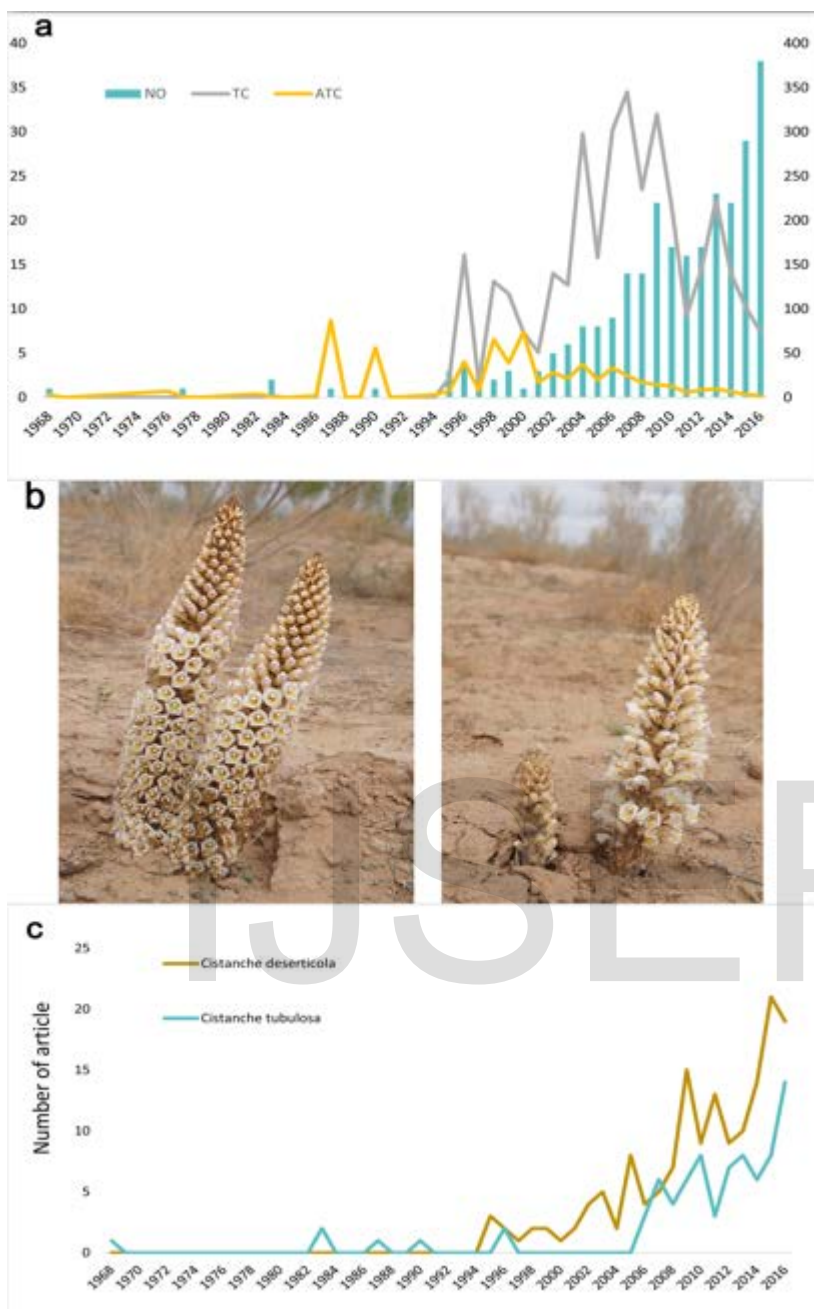 a
40 400
35 350
NO TC ATC
30 300
25 250
20 200
15 150
10 100
5 50
0 0
1968 1970 1972 1974 1976 1978 1980 1982 1984 1986 1988 1990 1992 1994 1996 1998 2000 2002 2004 2006 2008 2010 2012 2014 2016
b
IJSER
c
25
Cistanche deserticola
20
Cistanche tubulosa
15
Number of article
10
5
0
1968 1970 1972 1974 1976 1978 1980 1982 1984 1986 1988 1990 1992 1994 1996 1998 2000 2002 2004 2006 2008 2010 2012 2014 2016